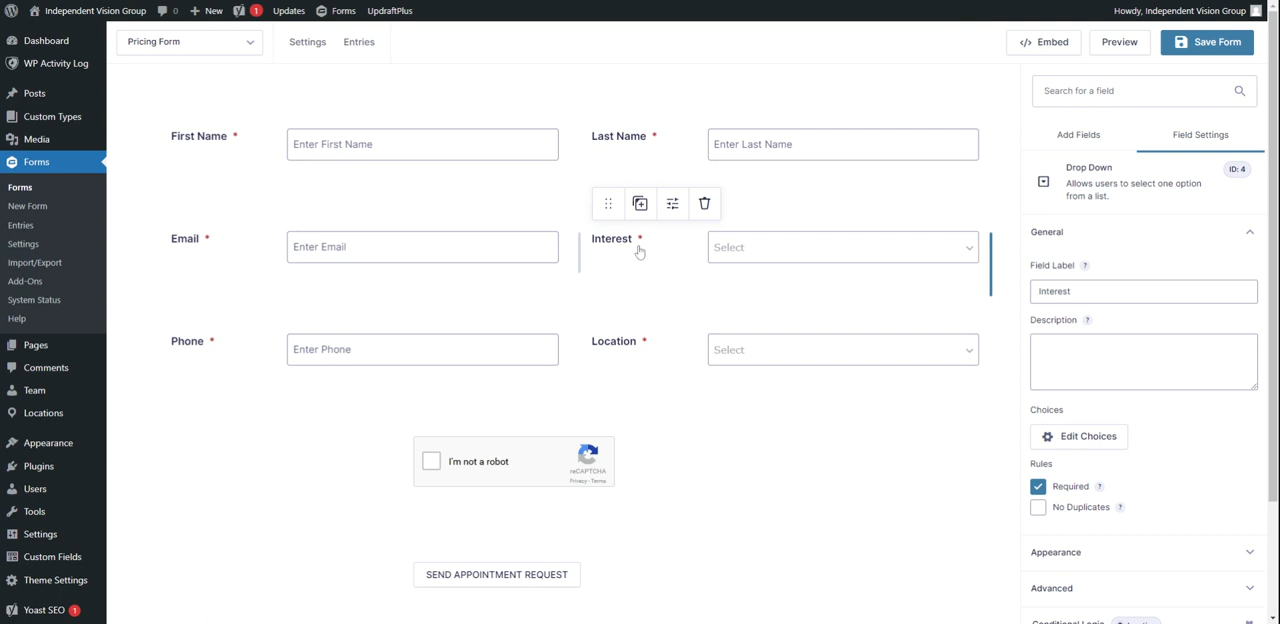 Independent Vision Group
0
New
1
Updates
Forms
UpdraftPlus
Howdy, Independent Vision Group
Dashboard
WP Activity Log
Posts
Custom Types
Media
Forms
Forms
New Form
Entries
Settings
Import/Export
Add-Ons
System Status
Help
Pages
Comments
Team
Locations
Appearance
Plugins
Users
Tools
Settings
Custom Fields
Theme Settings
Yoast SEO 1
Pricing Form
Settings
Entries
Embed
Preview
Save Form
First Name *
Enter First Name
Last Name *
Enter Last Name
Email *
Enter Email
Interest *
Select
Phone *
Enter Phone
Location *
Select
I'm not a robot
reCAPTCHA
Privacy - Terms
SEND APPOINTMENT REQUEST
Search for a field
Add Fields
Field Settings
Drop Down
ID: 4
Allows users to select one option
from a list.
General
Field Label ?
Interest
Description ?
Choices
Edit Choices
Rules
Required ?
No Duplicates ?
Appearance
Advanced
Conditional Logic